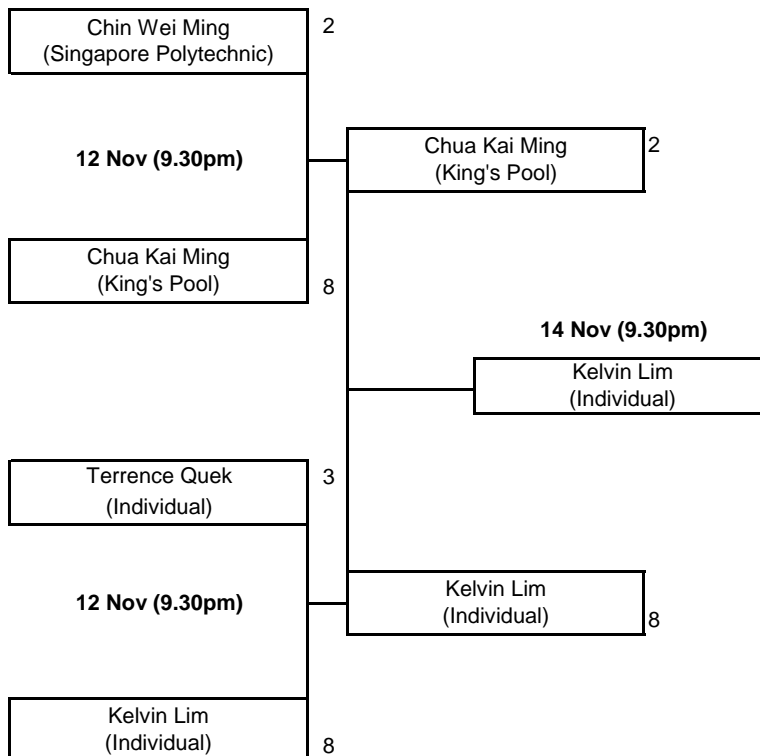 Chin Wei Ming
(Singapore Polytechnic)
2
12 Nov (9.30pm)
Chua Kai Ming
(King's Pool)
2
Chua Kai Ming
(King's Pool)
8
14 Nov (9.30pm)
Kelvin Lim
(Individual)
Terrence Quek
(Individual)
3
12 Nov (9.30pm)
Kelvin Lim
(Individual)
8
Kelvin Lim
(Individual)
8